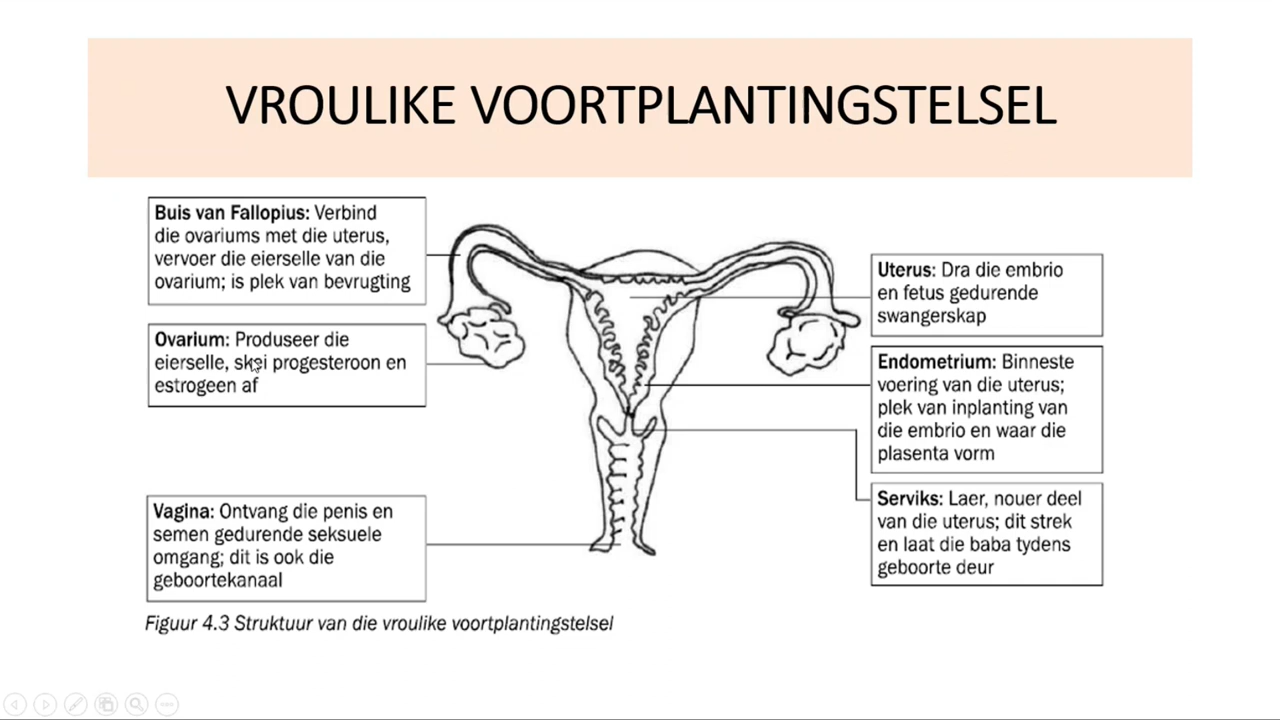 VROULIKE VOORTPLANTINGSTELSEL
Buis van Fallopius: Verbind
die ovariums met die uterus,
vervoer die eierselle van die
ovarium; is plek van bevrugting
Ovarium: Produseer die
eierselle, skei progesteroon en
estrogeen af
Vagina: Ontvang die penis en
semen gedurende seksuele
omgang; dit is ook die
geboortekanaal
Uterus: Dra die embrio
en fetus gedurende
swangerskap
Endometrium: Binneste
voering van die uterus;
plek van inplanting van
die embrio en waar die
plasenta vorm
Serviks: Laer, nouer deel
van die uterus; dit strek
en laat die baba tydens
geboorte deur
Figuur 4.3 Struktuur van die vroulike voortplantingstelsel